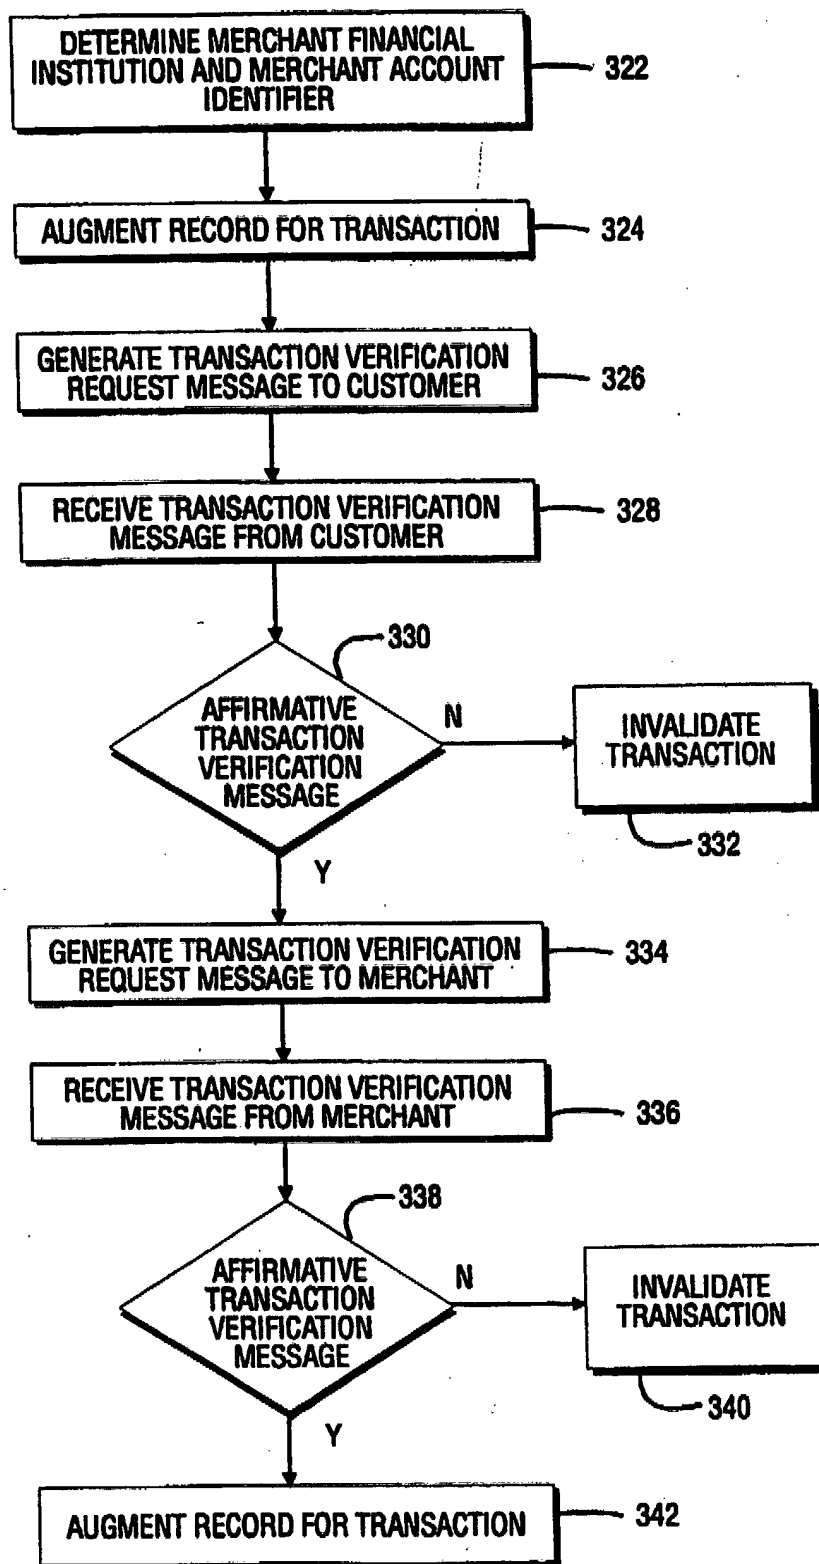 DETERMINE MERCHANT FINANCIAL
INSTITUTION AND MERCHANT ACCOUNT
IDENTIFIER
322
AUGMENT RECORD FOR TRANSACTION
324
GENERATE TRANSACTION VERIFICATION
REQUEST MESSAGE TO CUSTOMER
326
RECEIVE TRANSACTION VERIFICATION
MESSAGE FROM CUSTOMER
328
330
AFFIRMATIVE
TRANSACTION
VERIFICATION
MESSAGE
N
INVALIDATE
TRANSACTION
332
Y
GENERATE TRANSACTION VERIFICATION
REQUEST MESSAGE TO MERCHANT
334
RECEIVE TRANSACTION VERIFICATION
MESSAGE FROM MERCHANT
336
338
AFFIRMATIVE
TRANSACTION
VERIFICATION
MESSAGE
N
INVALIDATE
TRANSACTION
340
Y
AUGMENT RECORD FOR TRANSACTION
342